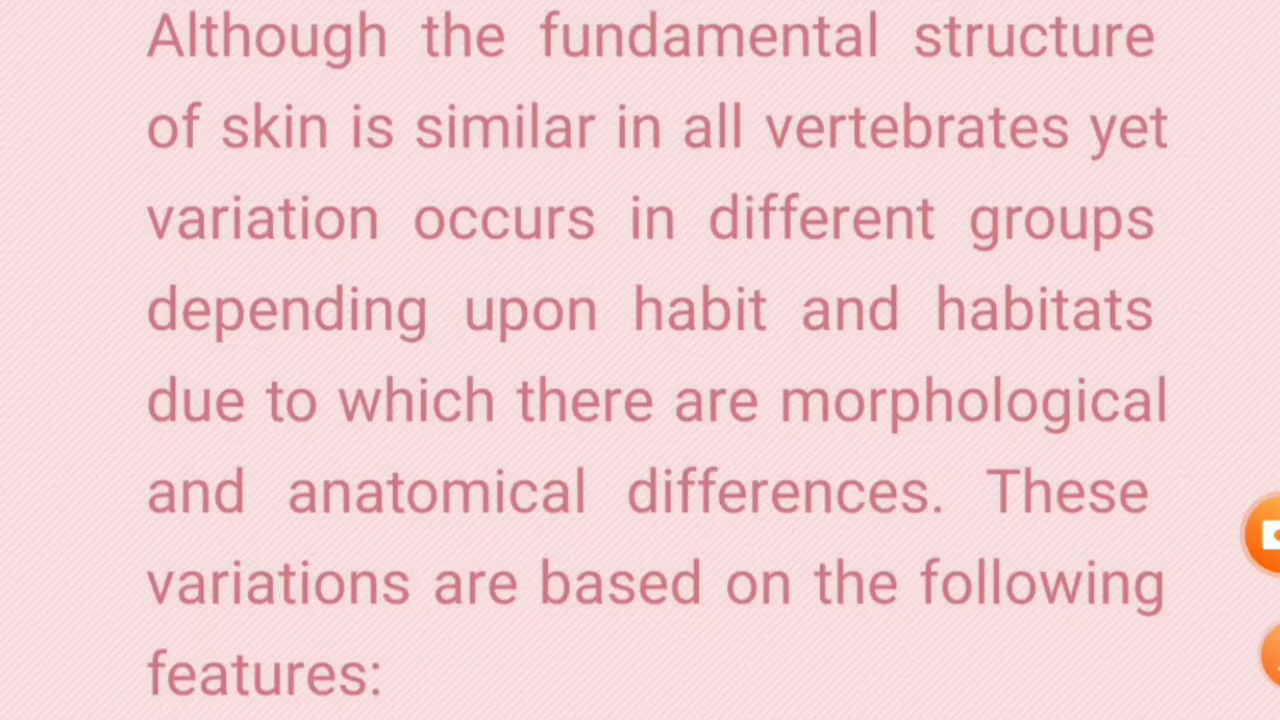 Although the fundamental structure
of skin is similar in all vertebrates yet
variation occurs in different groups
depending upon habit and habitats
due to which there are morphological
and anatomical differences. These
variations are based on the following
features: